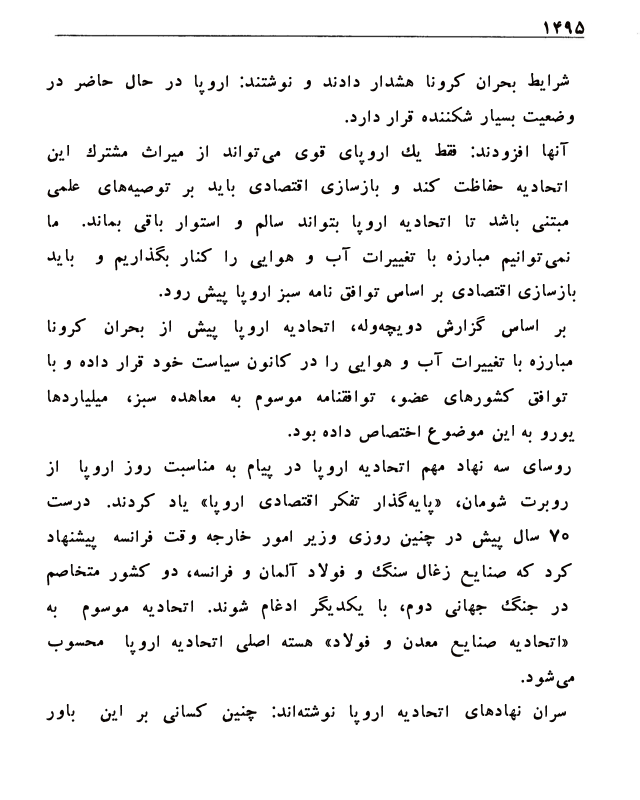 ۱۴۹۵
شرایط بحران کرونا هشدار دادند و نوشتند: اروپا در حال حاضر در
وضعیت بسیار شکننده قرار دارد.
آنها افزودند: فقط یك اروپای قوی می‌تواند از میراث مشترك این
اتحادیه حفاظت کند و بازسازی اقتصادی باید بر توصیه‌های علمی
مبتنی باشد تا اتحادیه اروپا بتواند سالم و استوار باقی بماند. ما
نمی‌توانیم مبارزه با تغییرات آب و هوایی را کنار بگذاریم و باید
بازسازی اقتصادی بر اساس توافق نامه سبز اروپا پیش رود.
بر اساس گزارش دویچه‌وله، اتحادیه اروپا پیش از بحران کرونا
مبارزه با تغییرات آب و هوایی را در کانون سیاست خود قرار داده و با
توافق کشورهای عضو، توافقنامه موسوم به معاهده سبز، میلیاردها
یورو به این موضوع اختصاص داده بود.
روسای سه نهاد مهم اتحادیه اروپا در پیام به مناسبت روز اروپا از
روبرت شومان، «پایه‌گذار تفکر اقتصادی اروپا» یاد کردند. درست
۷۰ سال پیش در چنین روزی وزیر امور خارجه وقت فرانسه پیشنهاد
کرد که صنایع زغال سنگ و فولاد آلمان و فرانسه، دو کشور متخاصم
در جنگ جهانی دوم، با یکدیگر ادغام شوند. اتحادیه موسوم به
«اتحادیه صنایع معدن و فولاد» هسته اصلی اتحادیه اروپا محسوب
می‌شود.
سران نهادهای اتحادیه اروپا نوشته‌اند: چنین کسانی بر این باور